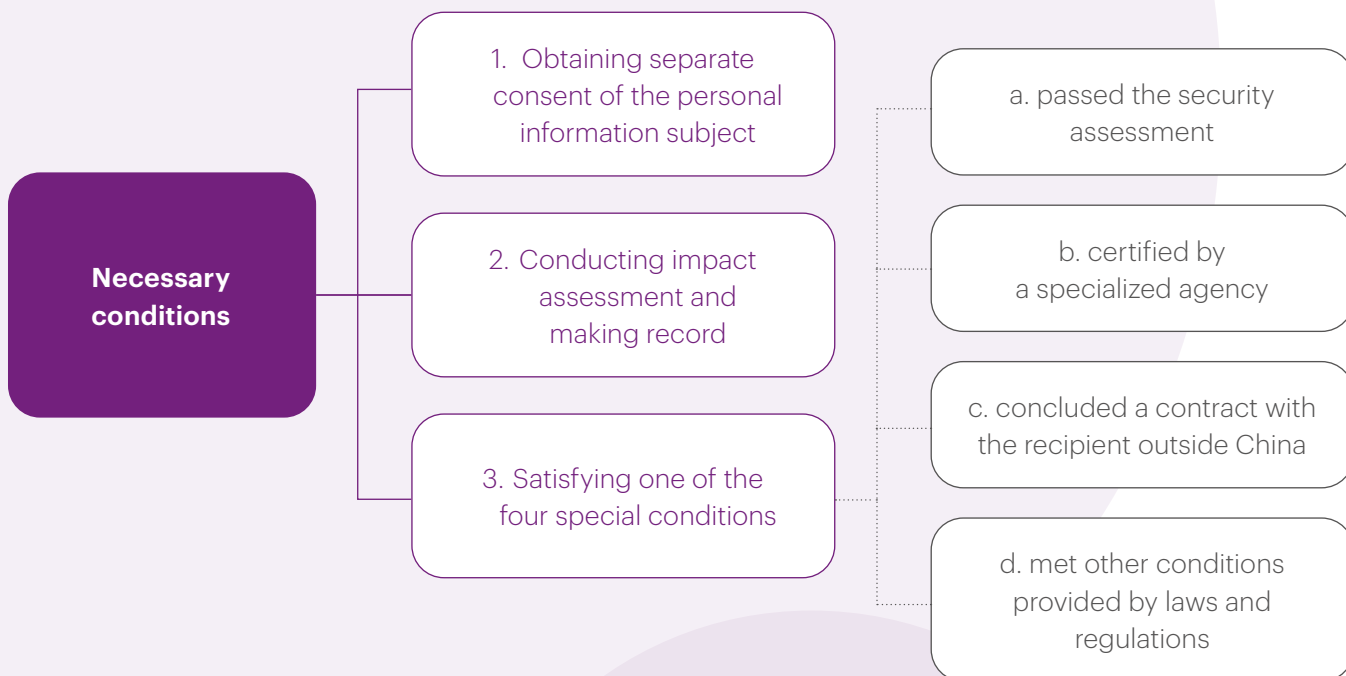 Necessary
conditions
1. Obtaining separate
consent of the personal
information subject
2. Conducting impact
assessment and
making record
3. Satisfying one of the
four special conditions
a. passed the security
assessment
b. certified by
a specialized agency
c. concluded a contract with
the recipient outside China
d. met other conditions
provided by laws and
regulations